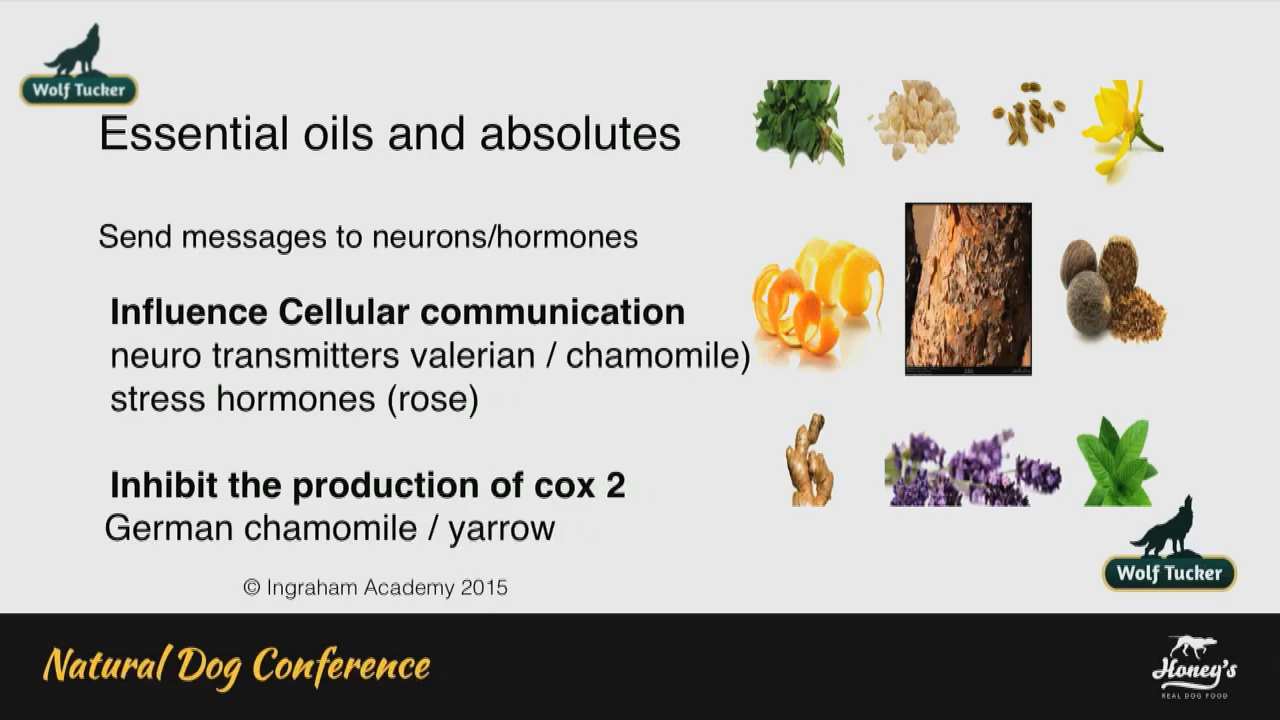 Wolf Tucker
Essential oils and absolutes
Send messages to neurons/hormones
Influence Cellular communication
neuro transmitters valerian / chamomile)
stress hormones (rose)
Inhibit the production of cox 2
German chamomile / yarrow
© Ingraham Academy 2015
Wolf Tucker
Natural Dog Conference
Honey's
REAL DOG FOOD